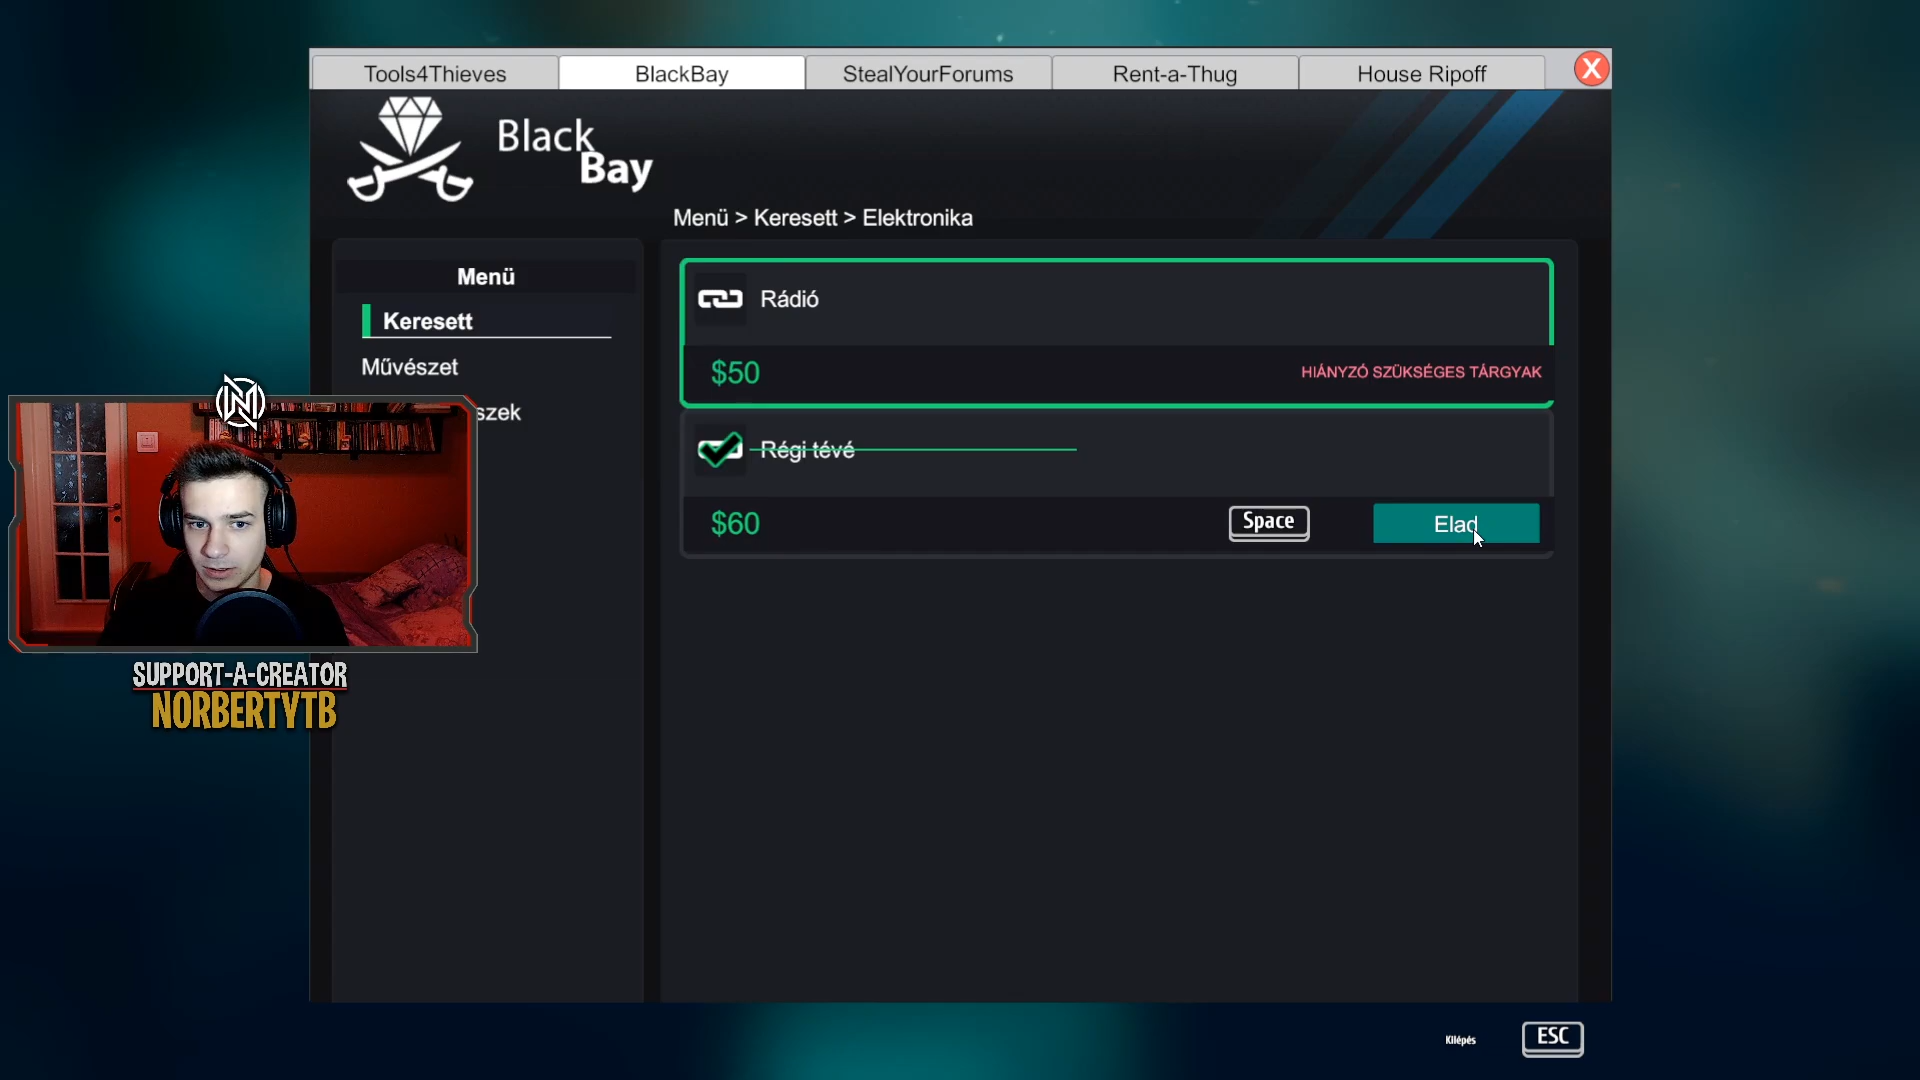 Tools4Thieves
BlackBay
StealYourForums
Rent-a-Thug
House Ripoff
X
Black
Bay
Menü > Keresett > Elektronika
Menü
Keresett
Művészet
szek
Rádió
$50
HIÁNYZÓ SZÜKSÉGES TÁRGYAK
Régi tévé
$60
Space
Elad
SUPPORT-A-CREATOR
NORBERTYTB
Kilépés
ESC